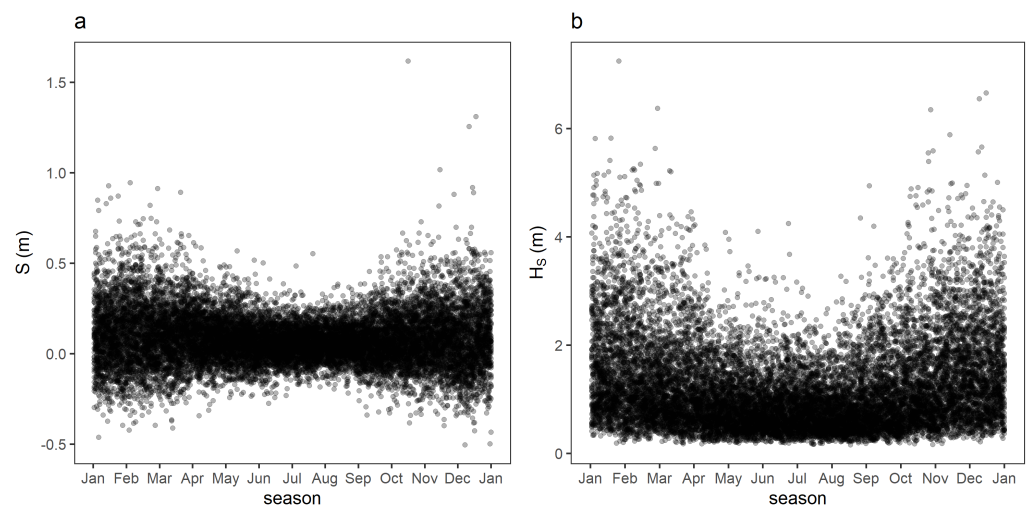 a
S (m)
1.5
1.0
0.5
0.0
-0.5
Jan Feb Mar Apr May Jun Jul Aug Sep Oct Nov Dec Jan
season
b
HS (m)
6
4
2
0
Jan Feb Mar Apr May Jun Jul Aug Sep Oct Nov Dec Jan
season